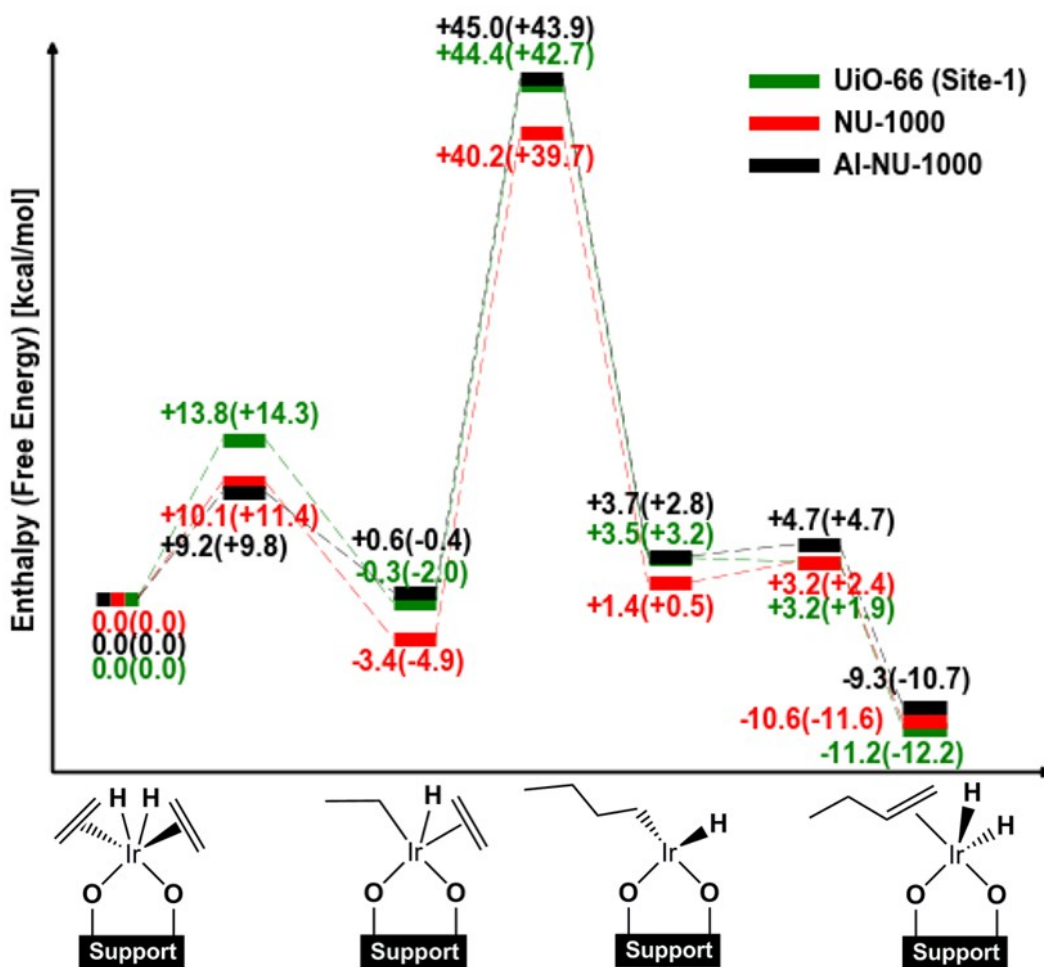 +45.0(+43.9)
+44.4(+42.7)
UiO-66 (Site-1)
NU-1000
Al-NU-1000
+40.2(+39.7)
Enthalpy (Free Energy) [kcal/mol]
+13.8(+14.3)
+10.1(+11.4)
+9.2(+9.8)
+0.6(-0.4)
-0.3(-2.0)
-3.4(-4.9)
+3.7(+2.8)
+3.5(+3.2)
+1.4(+0.5)
+4.7(+4.7)
+3.2(+2.4)
+3.2(+1.9)
0.0(0.0)
0.0(0.0)
0.0(0.0)
-9.3(-10.7)
-10.6(-11.6)
-11.2(-12.2)
H H
Ir
O O
Support
H
Ir
O O
Support
H
Ir
O O
Support
H
H
Ir
O O
Support